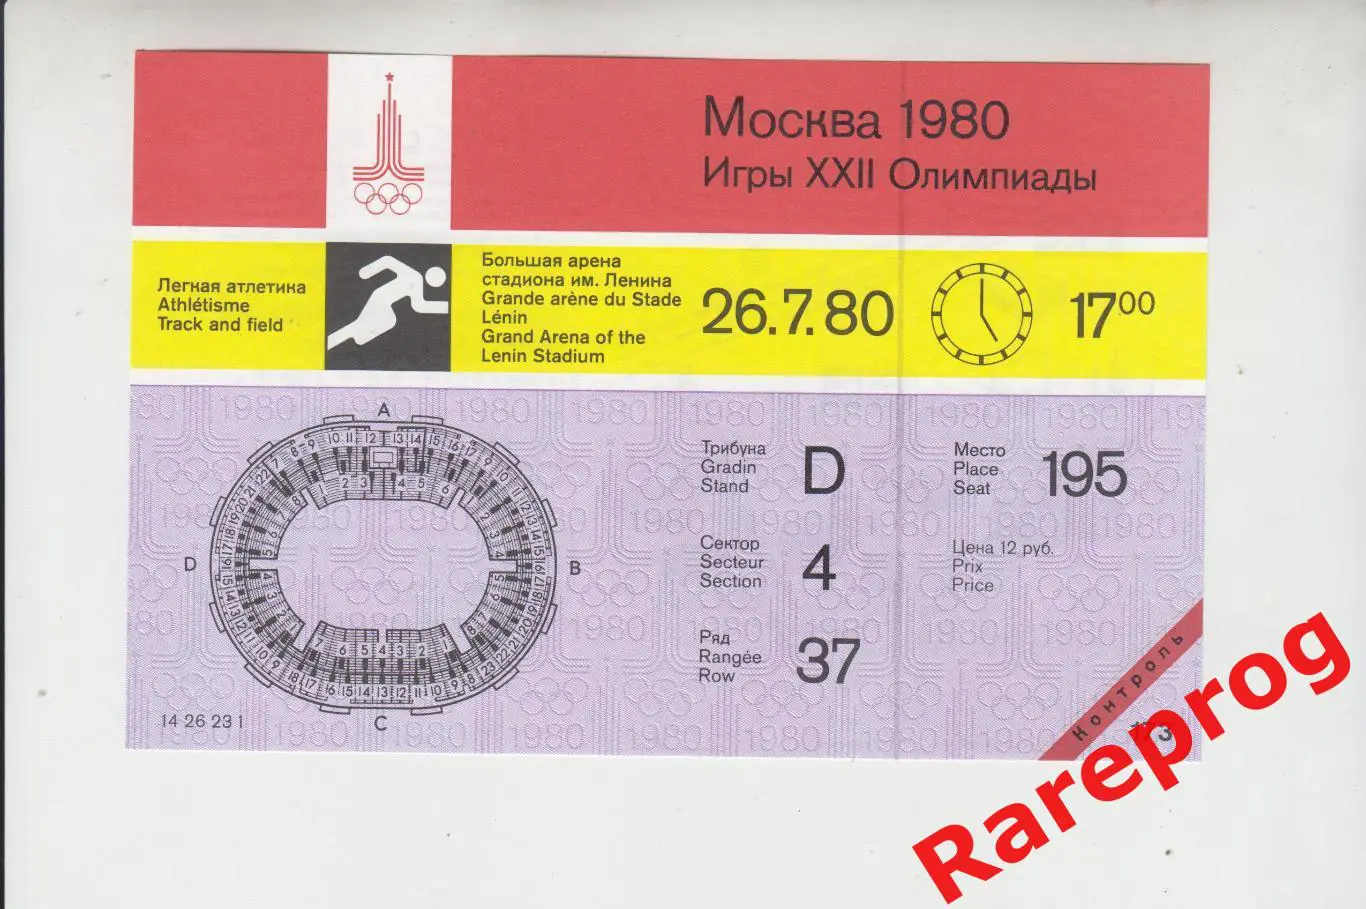 Москва 1980
Игры XXII Олимпиады
Легкая атлетика
Athlétisme
Track and field
Большая арена
стадиона им. Ленина
Grande arène du Stade
Lénin
Grand Arena of the
Lenin Stadium
26.7.80
17⁰⁰
A
B
C
D
Трибуна
Gradin
Stand
D
Место
Place
Seat
195
Сектор
Secteur
Section
4
Цена 12 руб.
Prix
Price
Ряд
Rangée
Row
37
14 26 23 1
Контроль
173
Rareprog